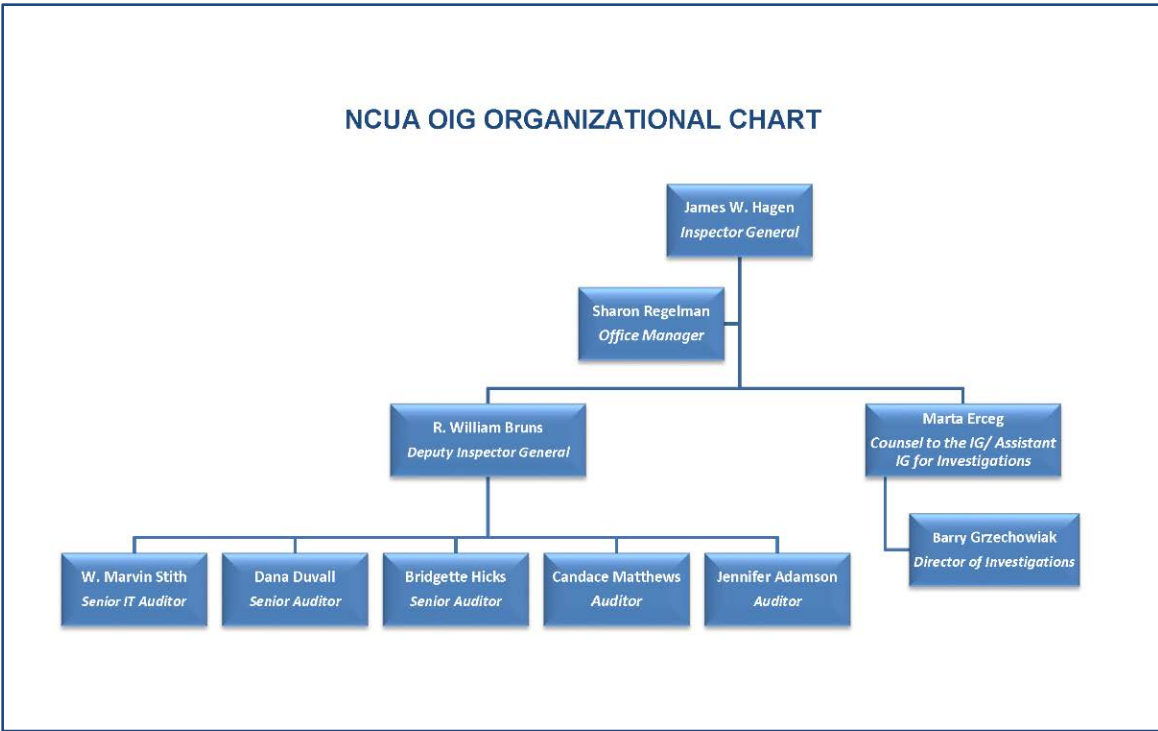 NCUA OIG ORGANIZATIONAL CHART
James W. Hagen
Inspector General
Sharon Regelman
Office Manager
R. William Bruns
Deputy Inspector General
Marta Erceg
Counsel to the IG/ Assistant
IG for Investigations
Barry Grzechowiak
Director of Investigations
W. Marvin Stith
Senior IT Auditor
Dana Duvall
Senior Auditor
Bridgette Hicks
Senior Auditor
Candace Matthews
Auditor
Jennifer Adamson
Auditor